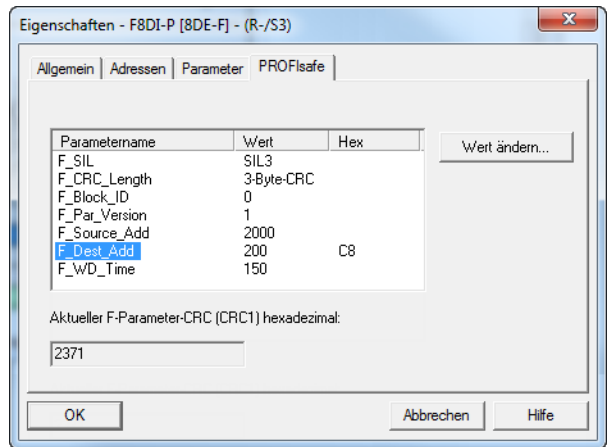 Eigenschaften - F8DI-P [8DE-F] - (R-/S3)
Allgemein Adressen Parameter PROFIsafe
Parametername Wert Hex
F_SIL SIL3
F_CRC_Length 3-Byte-CRC
F_Block_ID 0
F_Par_Version 1
F_Source_Add 2000
F_Dest_Add 200 C8
F_WD_Time 150
Wert ändern...
Aktueller F-Parameter-CRC (CRC1) hexadezimal:
2371
OK Abbrechen Hilfe